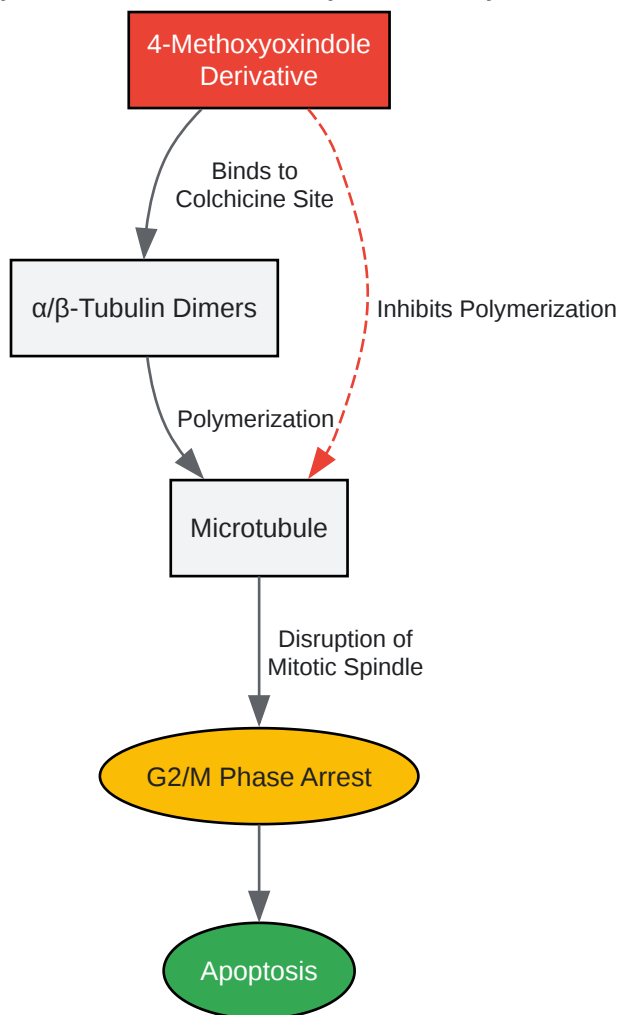 4-Methoxyoxindole
Derivative
Binds to
Colchicine Site
α/β-Tubulin Dimers
Inhibits Polymerization
Polymerization
Microtubule
Disruption of
Mitotic Spindle
G2/M Phase Arrest
Apoptosis